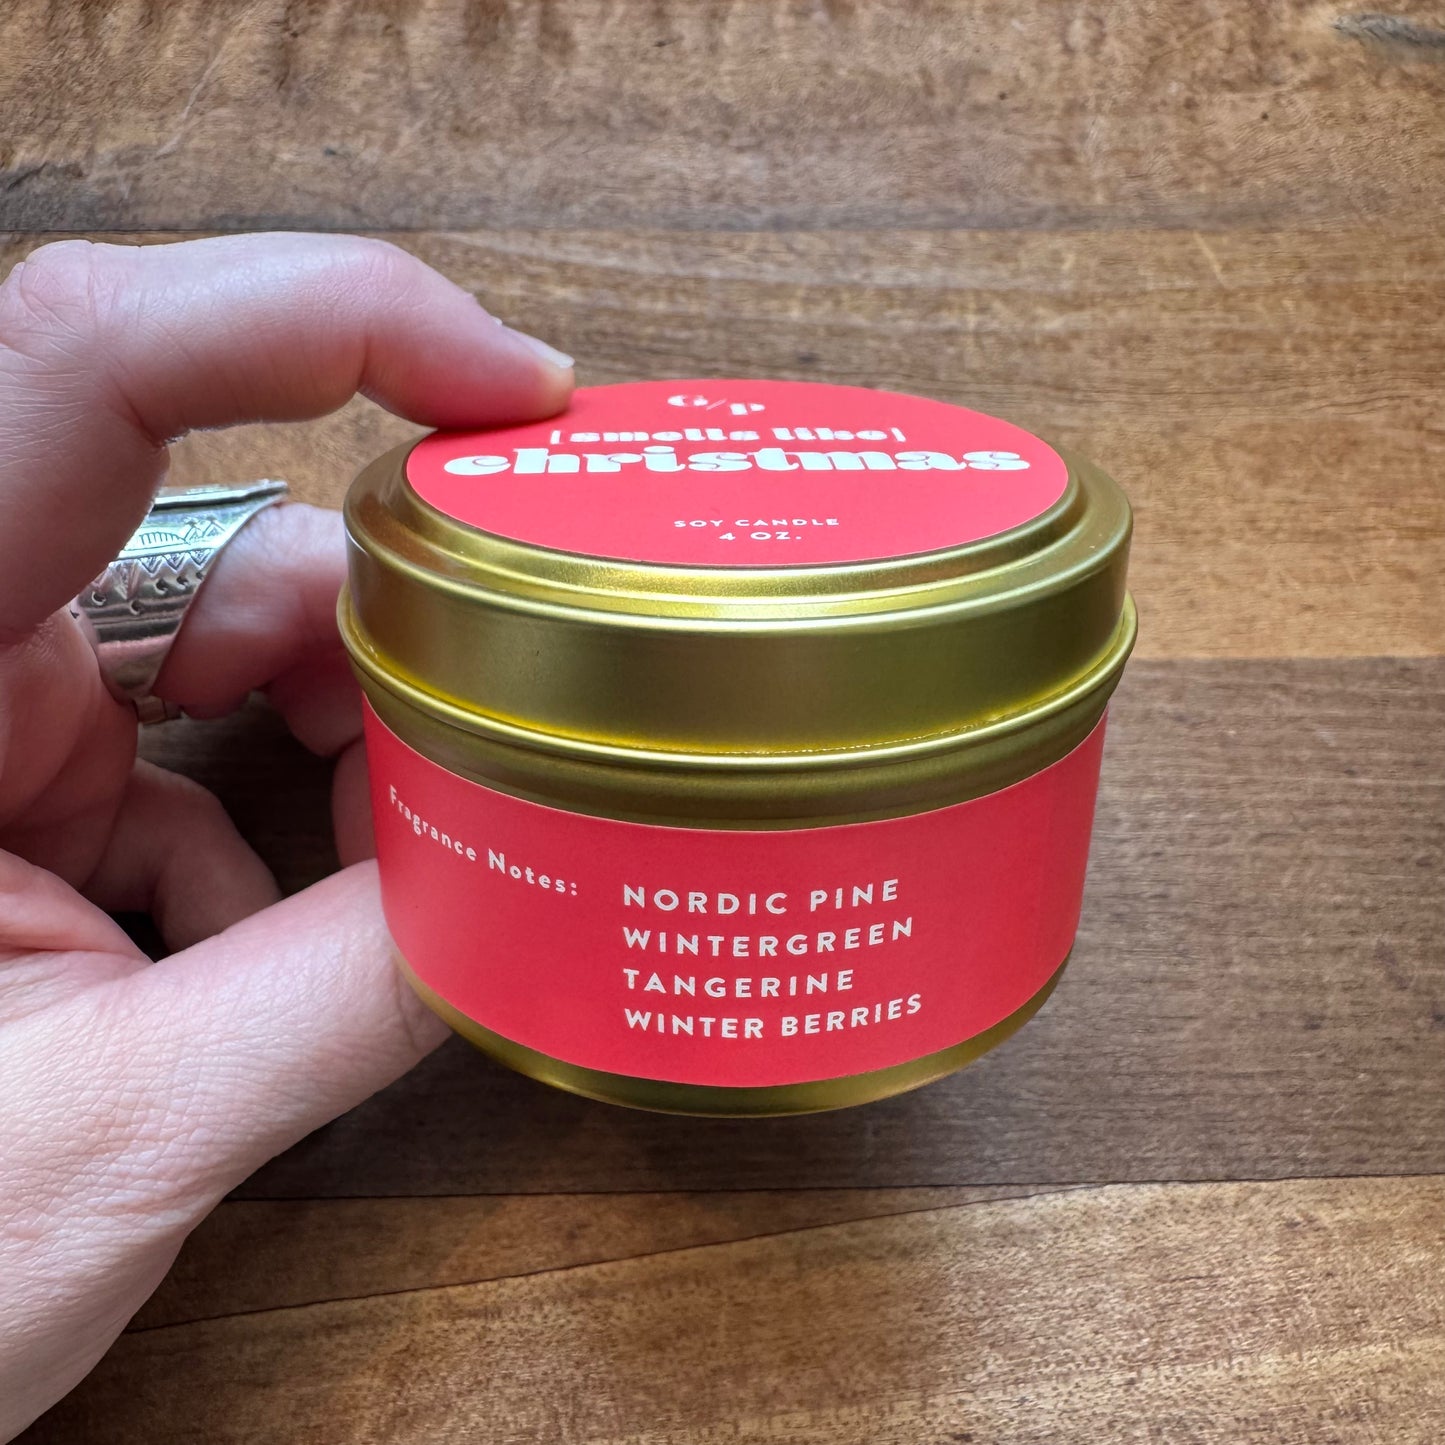 G/P
[smells like]
christmas
SOY CANDLE
4 OZ.
Fragrance Notes:
NORDIC PINE
WINTERGREEN
TANGERINE
WINTER BERRIES